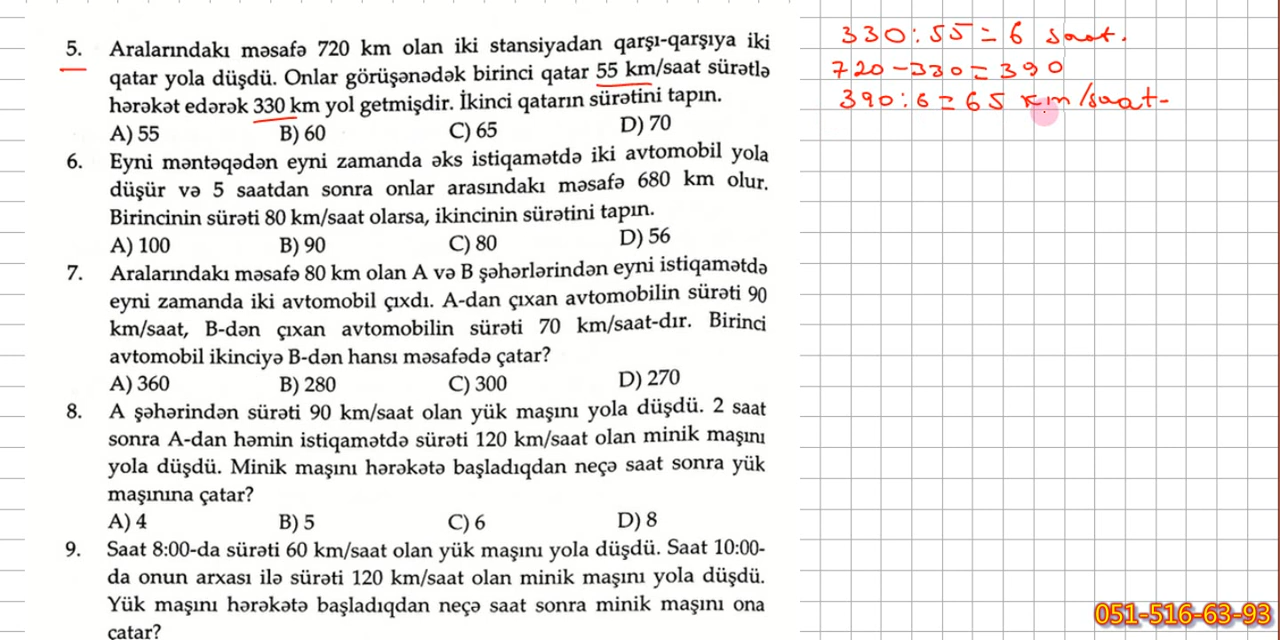 5. Aralarındakı məsafə 720 km olan iki stansiyadan qarşı-qarşıya iki
qatar yola düşdü. Onlar görüşənədək birinci qatar 55 km/saat sürətlə
hərəkət edərək 330 km yol getmişdir. İkinci qatarın sürətini tapın.
A) 55 B) 60 C) 65 D) 70
6. Eyni məntəqədən eyni zamanda əks istiqamətdə iki avtomobil yola
düşür və 5 saatdan sonra onlar arasındakı məsafə 680 km olur.
Birincinin sürəti 80 km/saat olarsa, ikincinin sürətini tapın.
A) 100 B) 90 C) 80 D) 56
7. Aralarındakı məsafə 80 km olan A və B şəhərlərindən eyni istiqamətdə
eyni zamanda iki avtomobil çıxdı. A-dan çıxan avtomobilin sürəti 90
km/saat, B-dən çıxan avtomobilin sürəti 70 km/saat-dır. Birinci
avtomobil ikinciyə B-dən hansı məsafədə çatar?
A) 360 B) 280 C) 300 D) 270
8. A şəhərindən sürəti 90 km/saat olan yük maşını yola düşdü. 2 saat
sonra A-dan həmin istiqamətdə sürəti 120 km/saat olan minik maşını
yola düşdü. Minik maşını hərəkətə başladıqdan neçə saat sonra yük
maşınına çatar?
A) 4 B) 5 C) 6 D) 8
9. Saat 8:00-da sürəti 60 km/saat olan yük maşını yola düşdü. Saat 10:00-
da onun arxası ilə sürəti 120 km/saat olan minik maşını yola düşdü.
Yük maşını hərəkətə başladıqdan neçə saat sonra minik maşını ona
çatar?
330:55=6 saat.
720-330=390
390:6=65 km/saat-
051-516-63-93